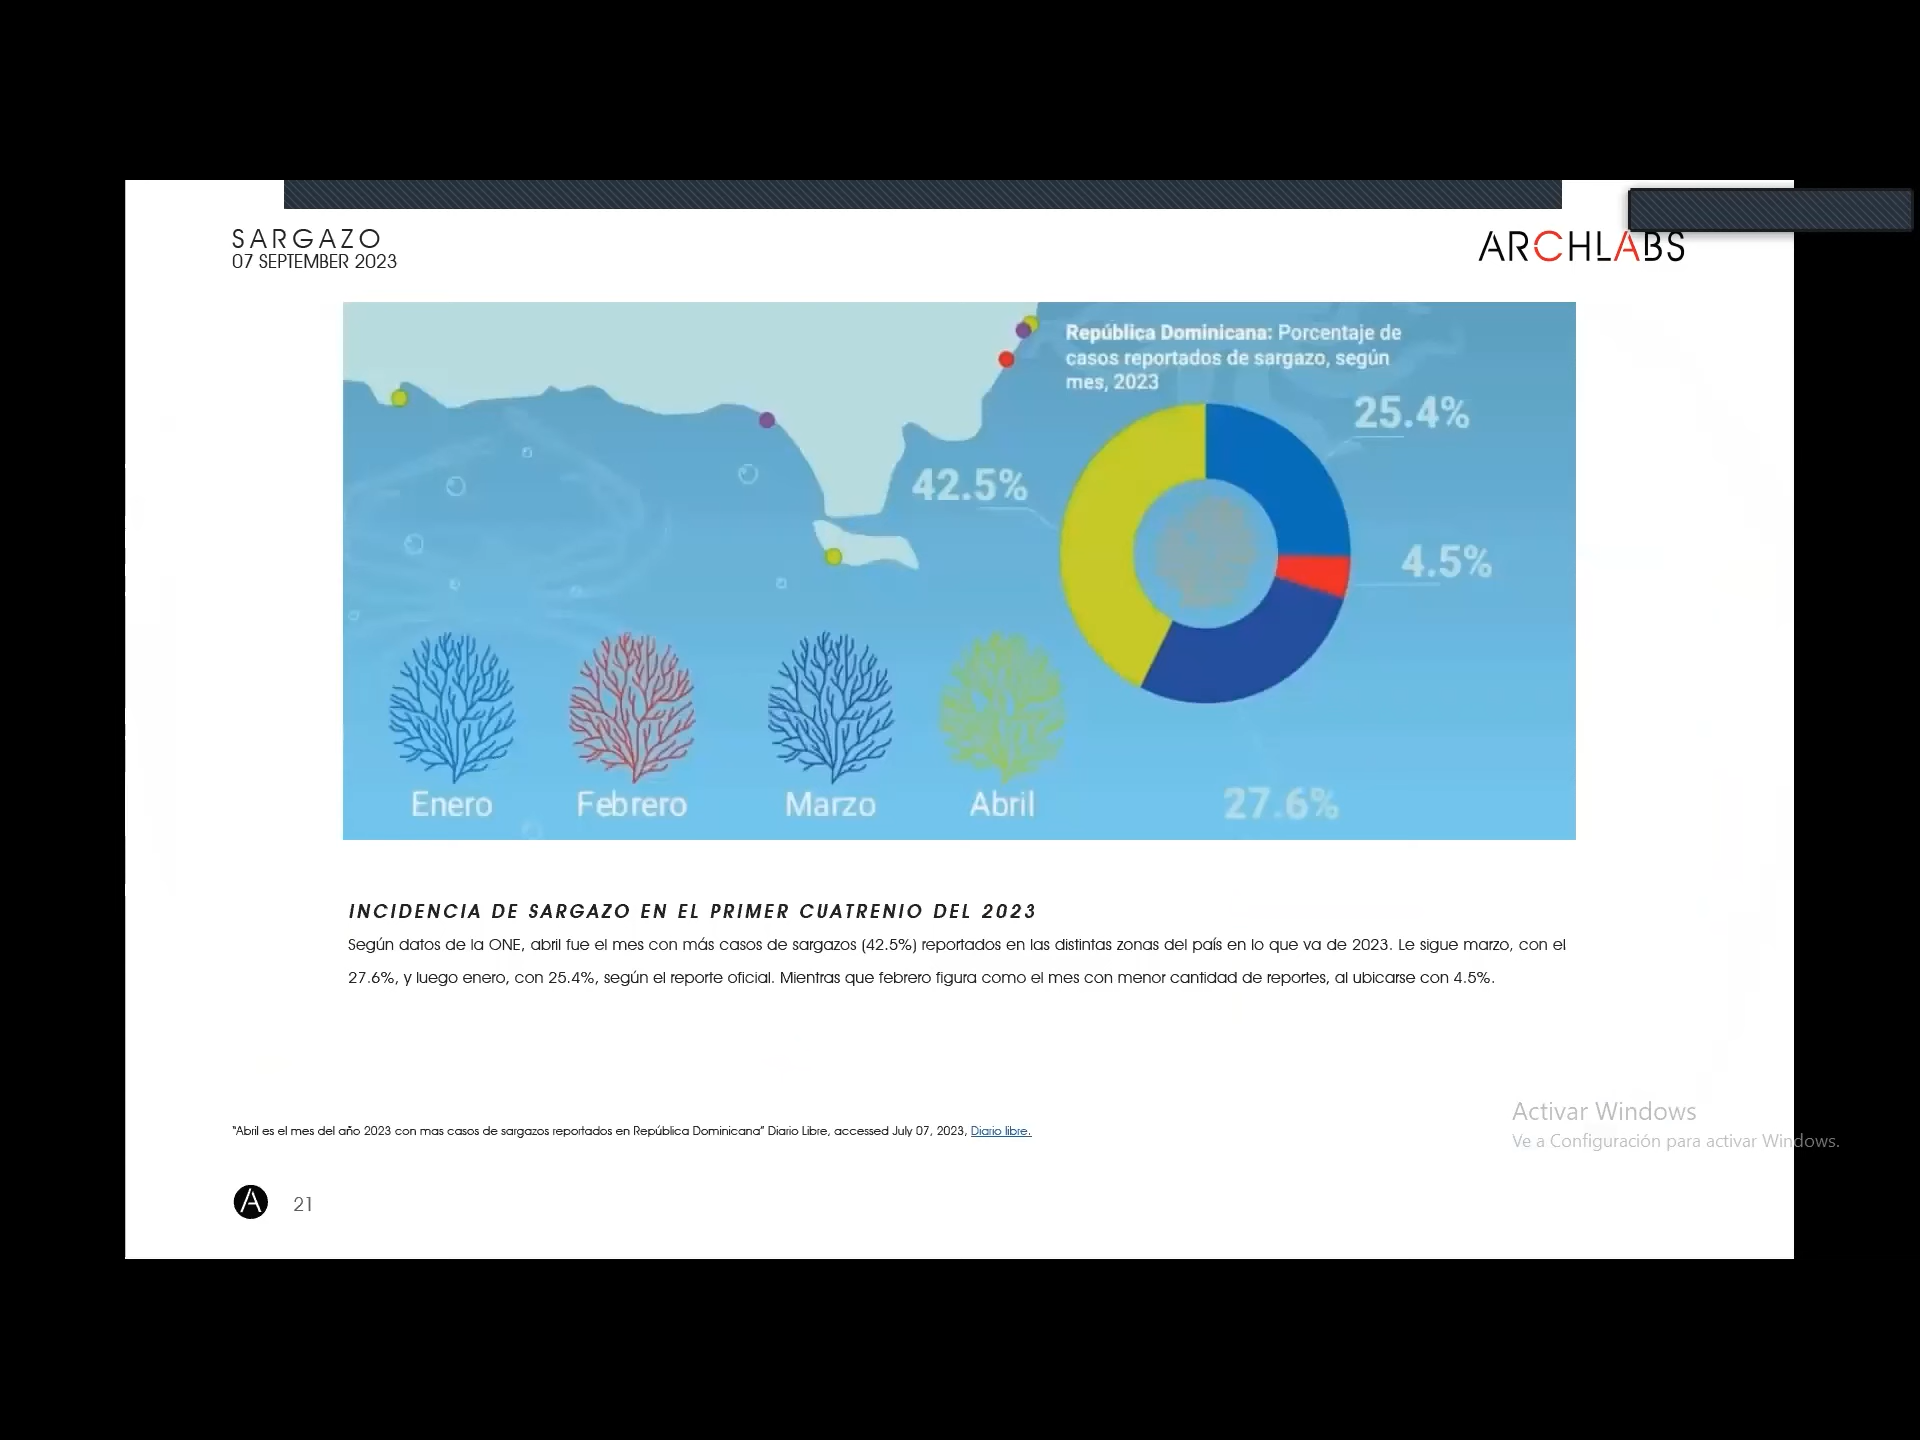 SARGAZO
07 SEPTEMBER 2023
ARCHLABS
República Dominicana: Porcentaje de
casos reportados de sargazo, según
mes, 2023
25.4%
42.5%
4.5%
Enero
Febrero
Marzo
Abril
27.6%
INCIDENCIA DE SARGAZO EN EL PRIMER CUATRENIO DEL 2023
Según datos de la ONE, abril fue el mes con más casos de sargazos (42.5%) reportados en las distintas zonas del país en lo que va de 2023. Le sigue marzo, con el
27.6%, y luego enero, con 25.4%, según el reporte oficial. Mientras que febrero figura como el mes con menor cantidad de reportes, al ubicarse con 4.5%.
Activar Windows
Ve a Configuración para activar Windows.
"Abril es el mes del año 2023 con mas casos de sargazos reportados en República Dominicana" Diario Libre, accessed July 07, 2023, Diario libre.
A 21